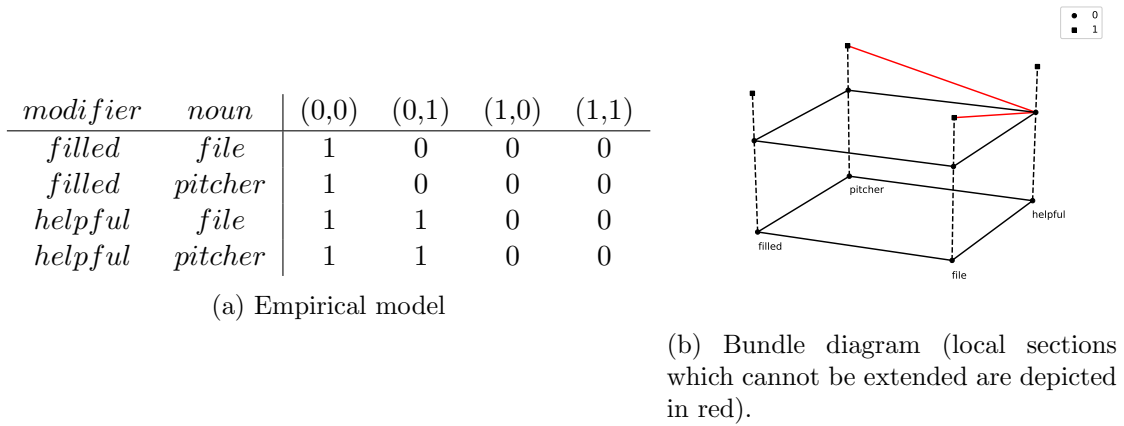 modifier noun (0,0) (0,1) (1,0) (1,1)
filled file 1 0 0 0
filled pitcher 1 0 0 0
helpful file 1 1 0 0
helpful pitcher 1 1 0 0
(a) Empirical model
0
1
pitcher
helpful
filled
file
(b) Bundle diagram (local sections
which cannot be extended are depicted
in red).